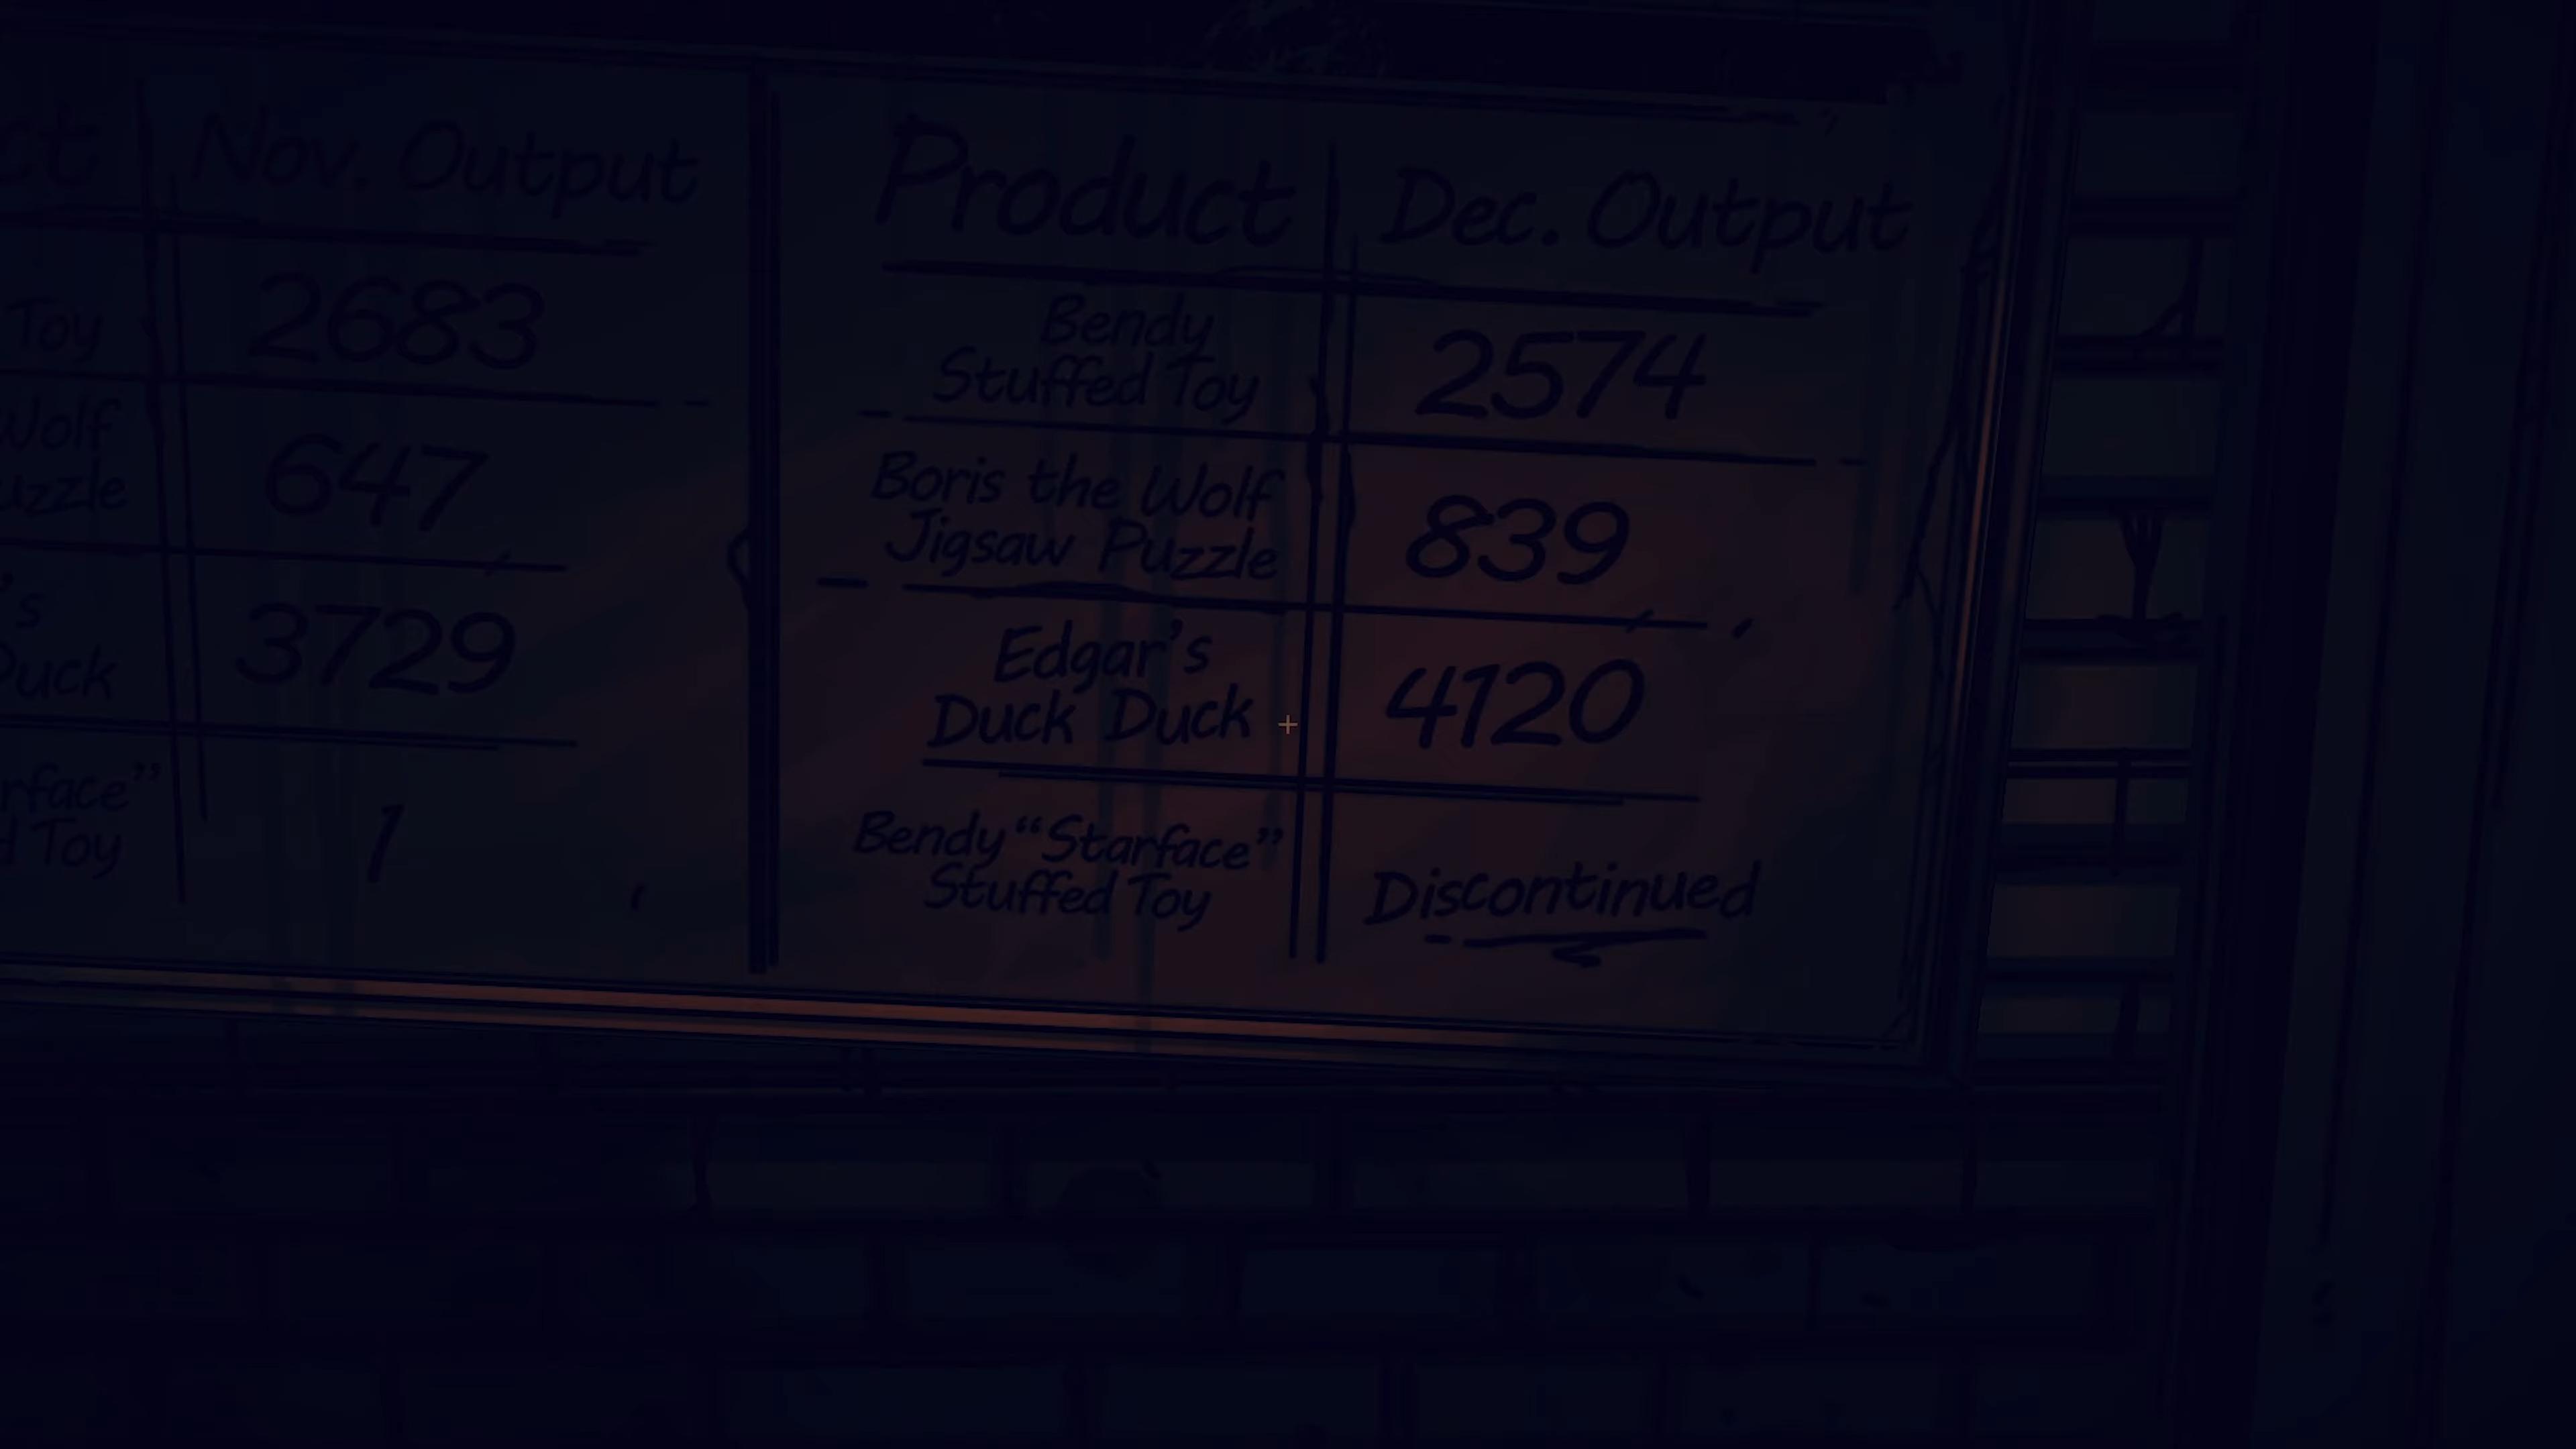 ct Nov. Output
Toy 2683
Wolf
uzzle 647
's
Duck 3729
rface"
d Toy 1
Product Dec. Output
Bendy
Stuffed Toy 2574
Boris the Wolf
Jigsaw Puzzle 839
Edgar's
Duck Duck 4120
Bendy "Starface"
Stuffed Toy Discontinued